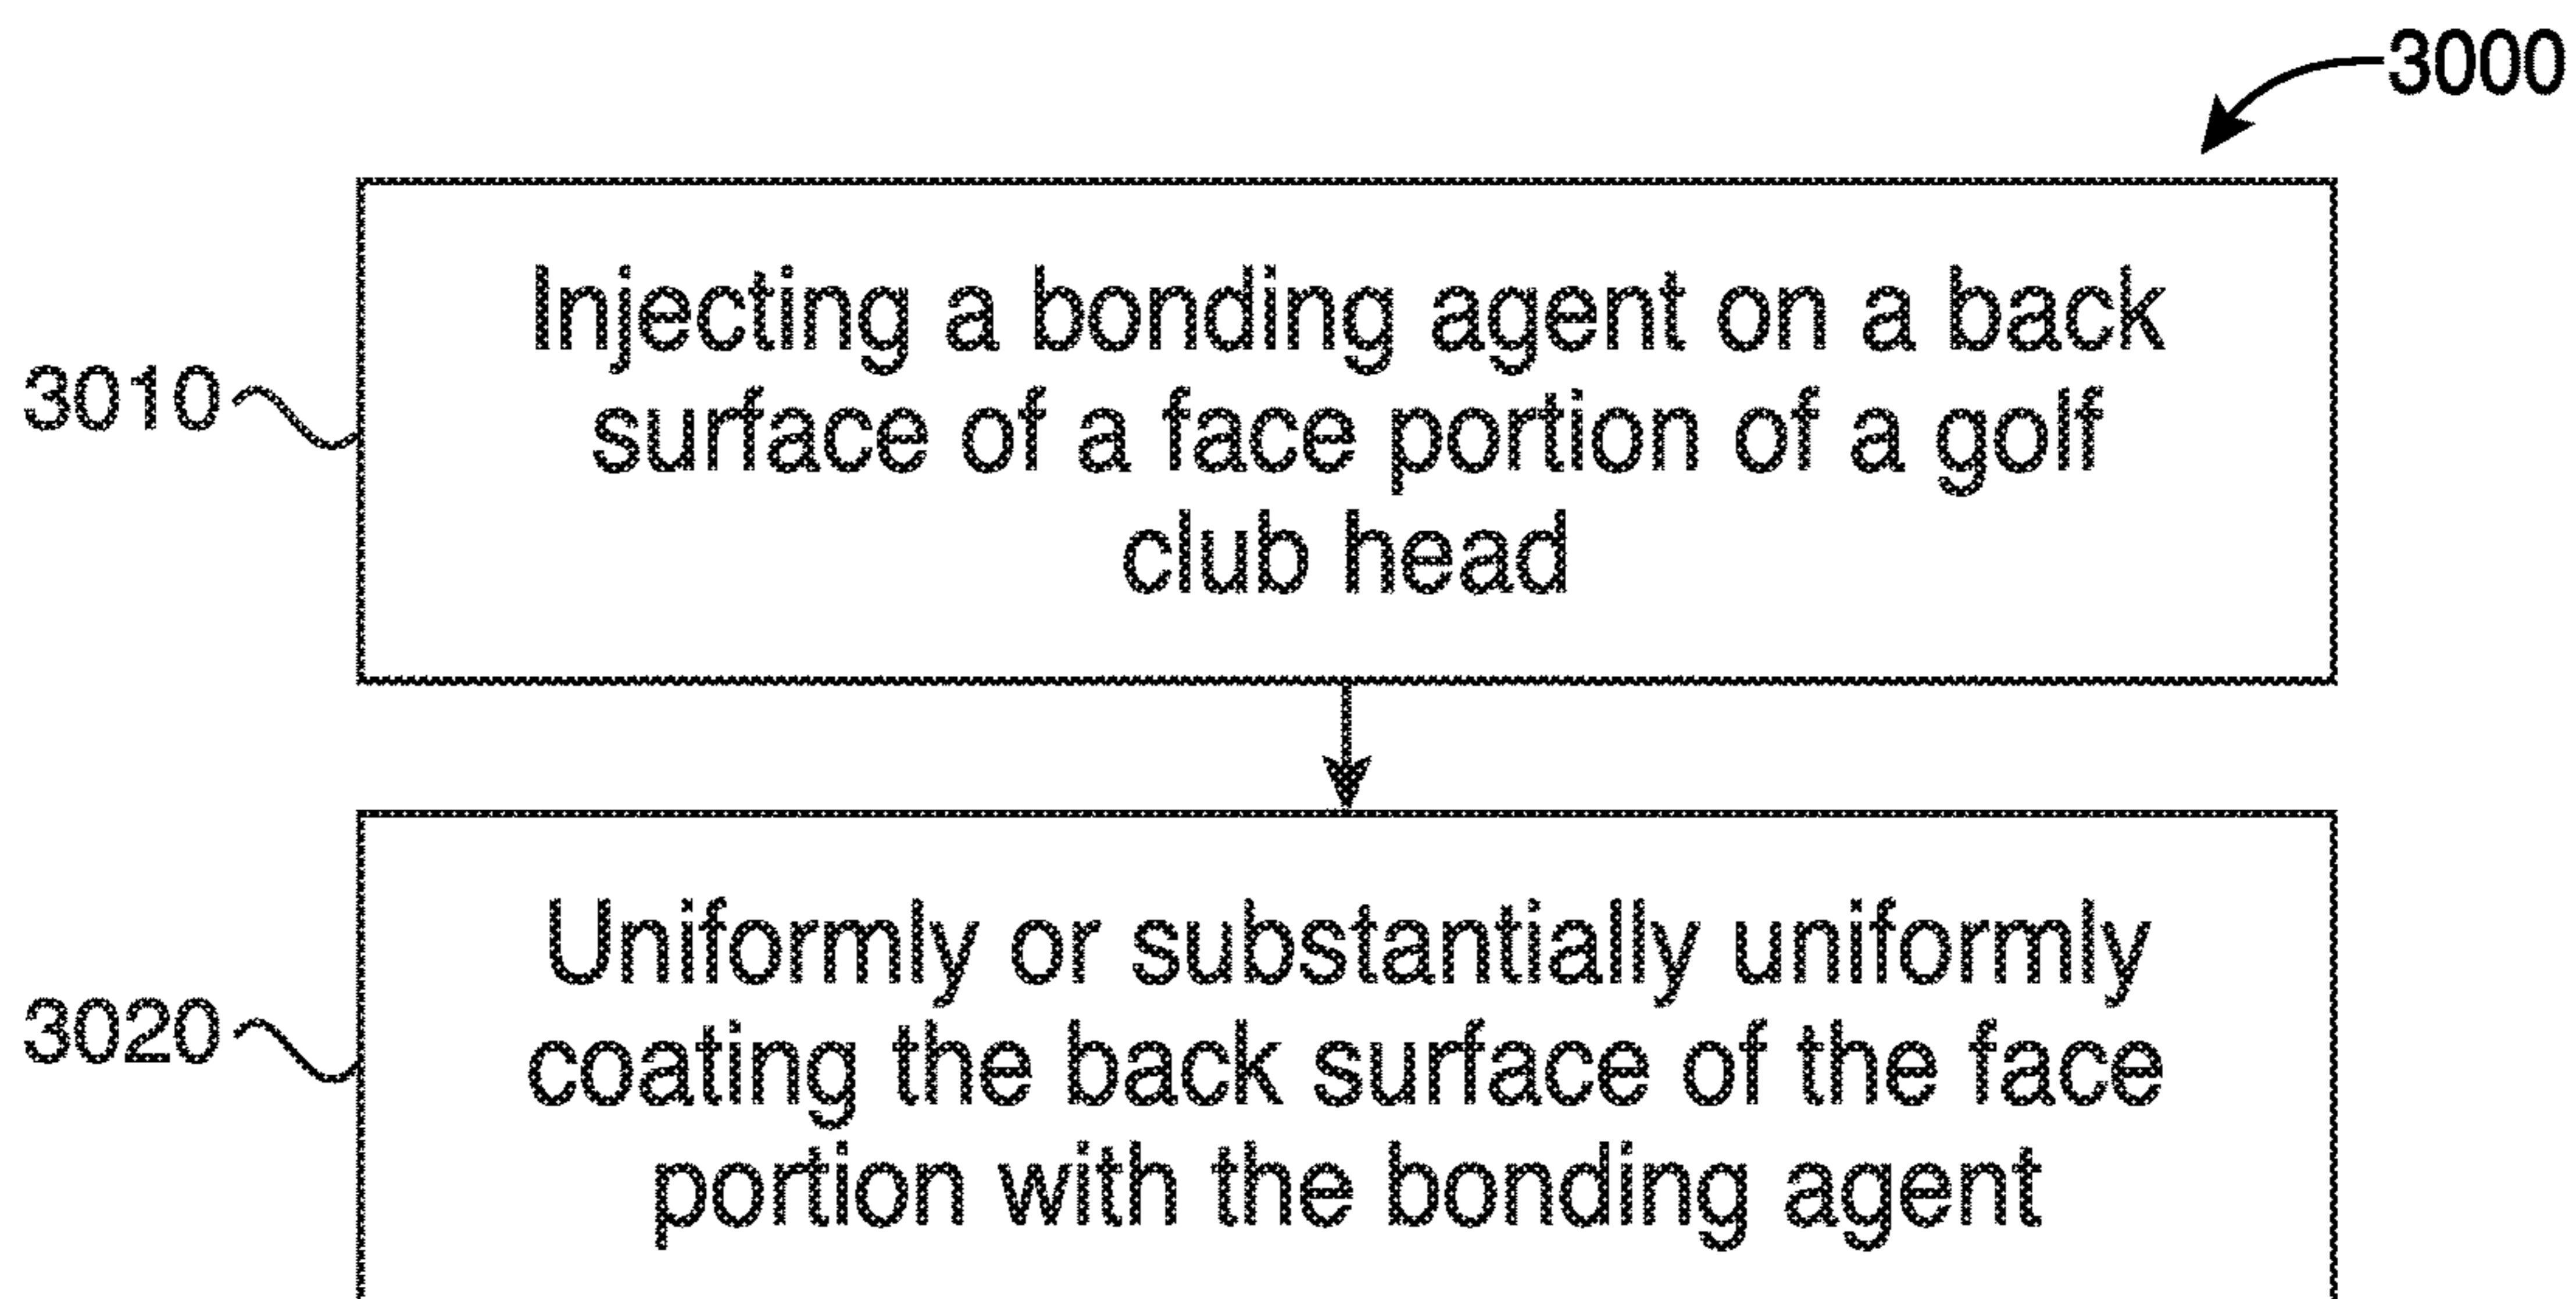 3000
3010
Injecting a bonding agent on a back
surface of a face portion of a golf
club head
3020
Uniformly or substantially uniformly
coating the back surface of the face
portion with the bonding agent